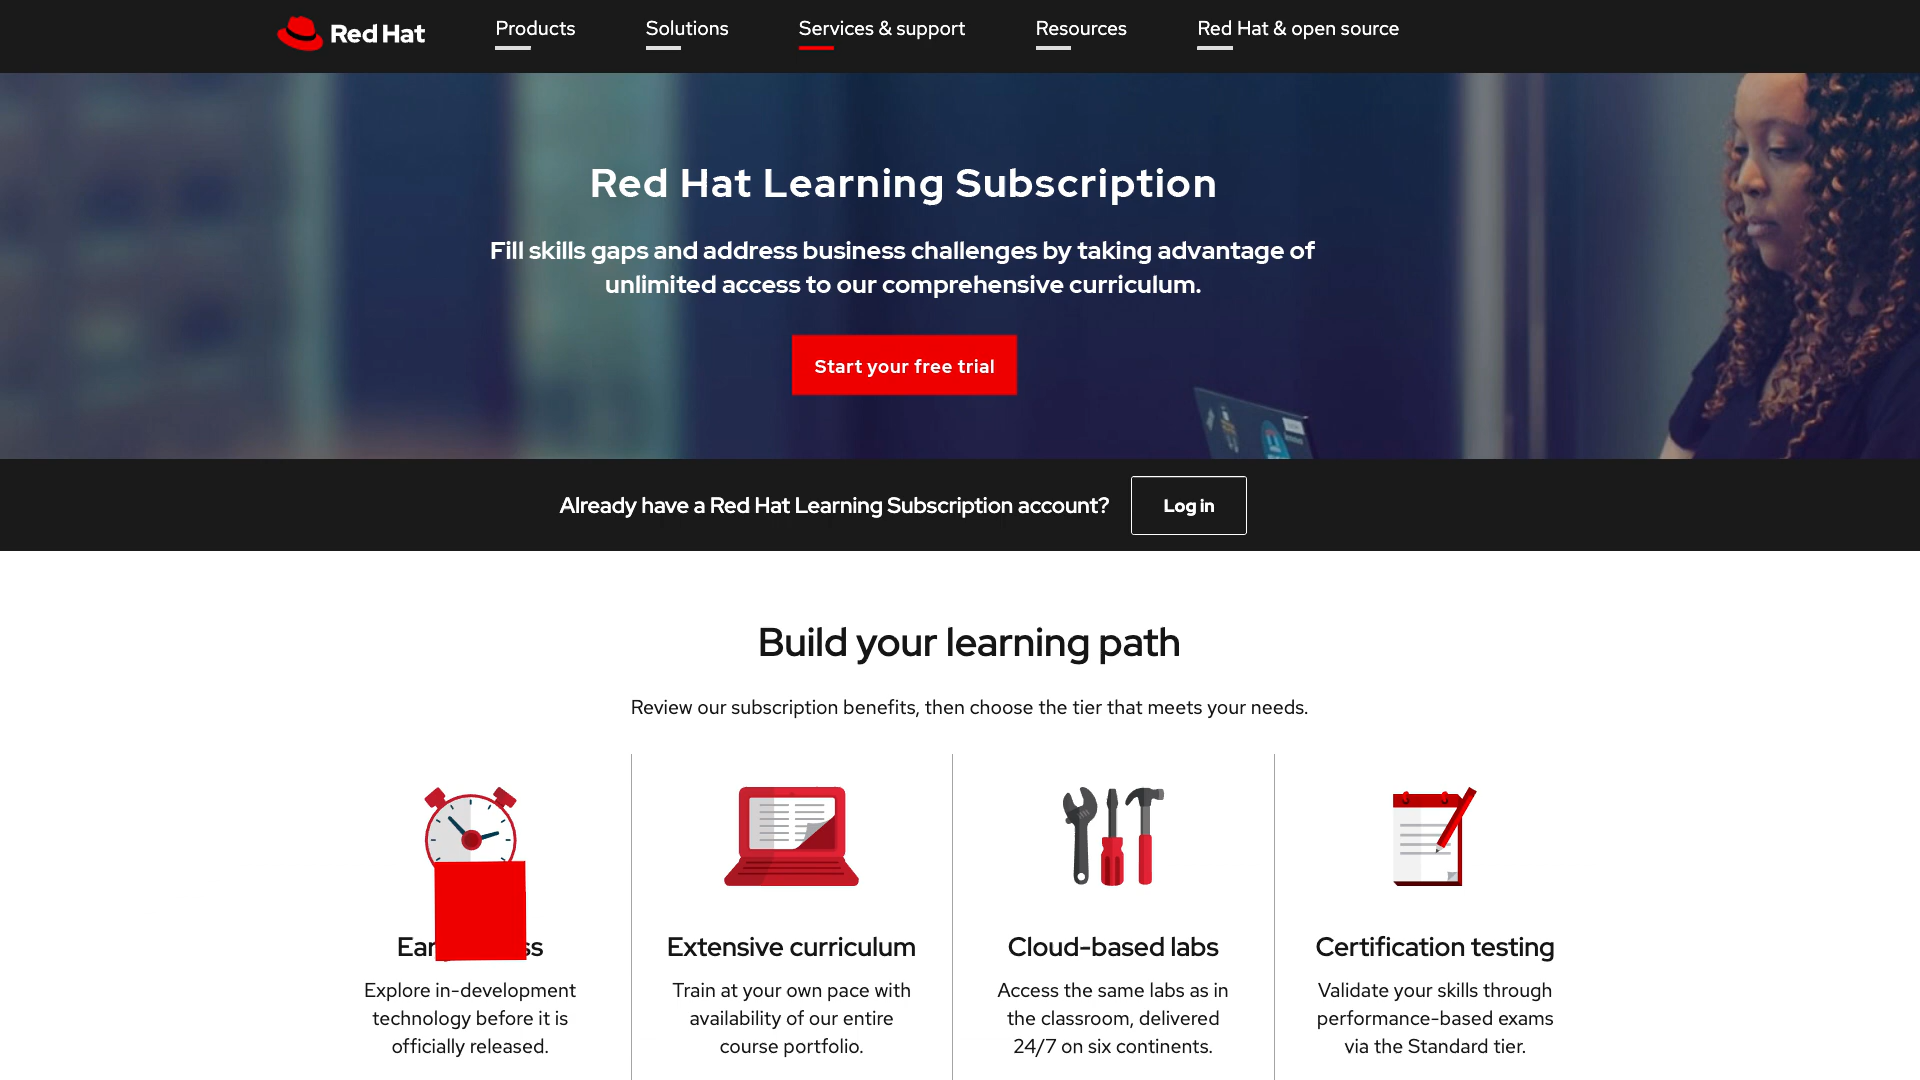 Red Hat
Products
Solutions
Services & support
Resources
Red Hat & open source
Red Hat Learning Subscription
Fill skills gaps and address business challenges by taking advantage of
unlimited access to our comprehensive curriculum.
Start your free trial
Already have a Red Hat Learning Subscription account?
Log in
Build your learning path
Review our subscription benefits, then choose the tier that meets your needs.
Explore in-development
technology before it is
officially released.
Extensive curriculum
Train at your own pace with
availability of our entire
course portfolio.
Cloud-based labs
Access the same labs as in
the classroom, delivered
24/7 on six continents.
Certification testing
Validate your skills through
performance-based exams
via the Standard tier.